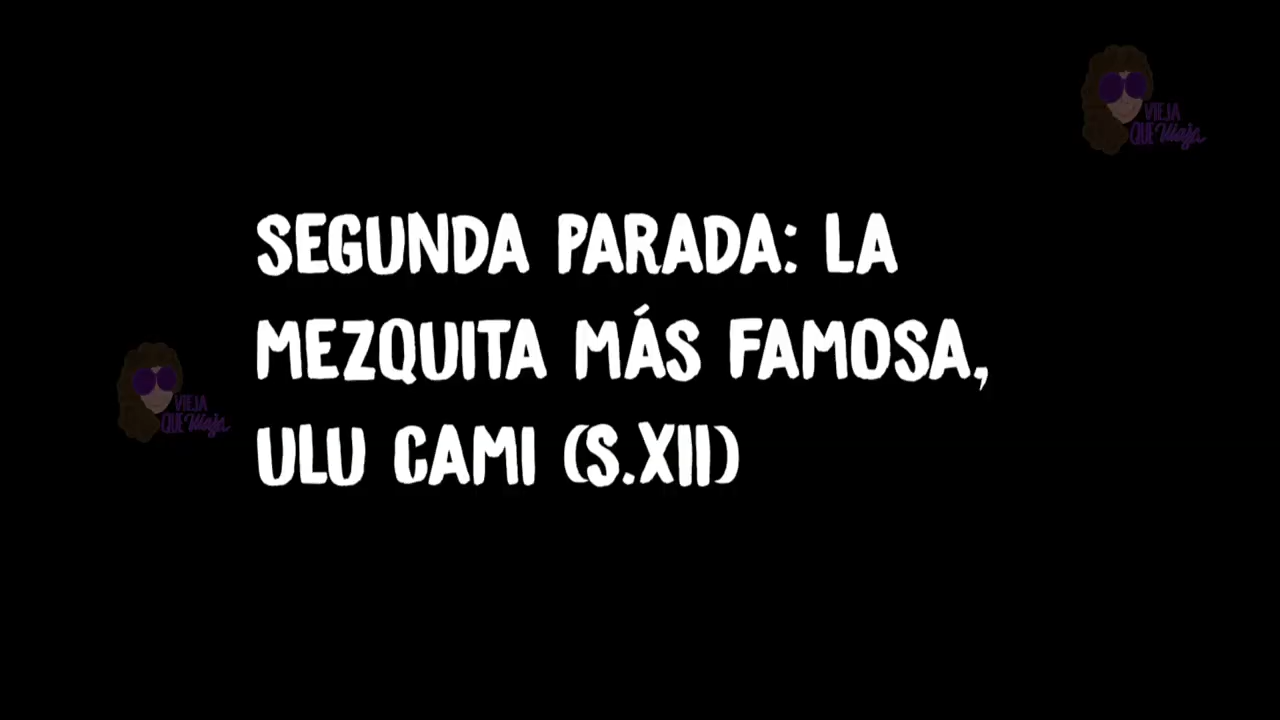 VIEJA
QUE Viaja
SEGUNDA PARADA: LA
MEZQUITA MÁS FAMOSA,
ULU CAMI (S.XII)
VIEJA
QUE Viaja